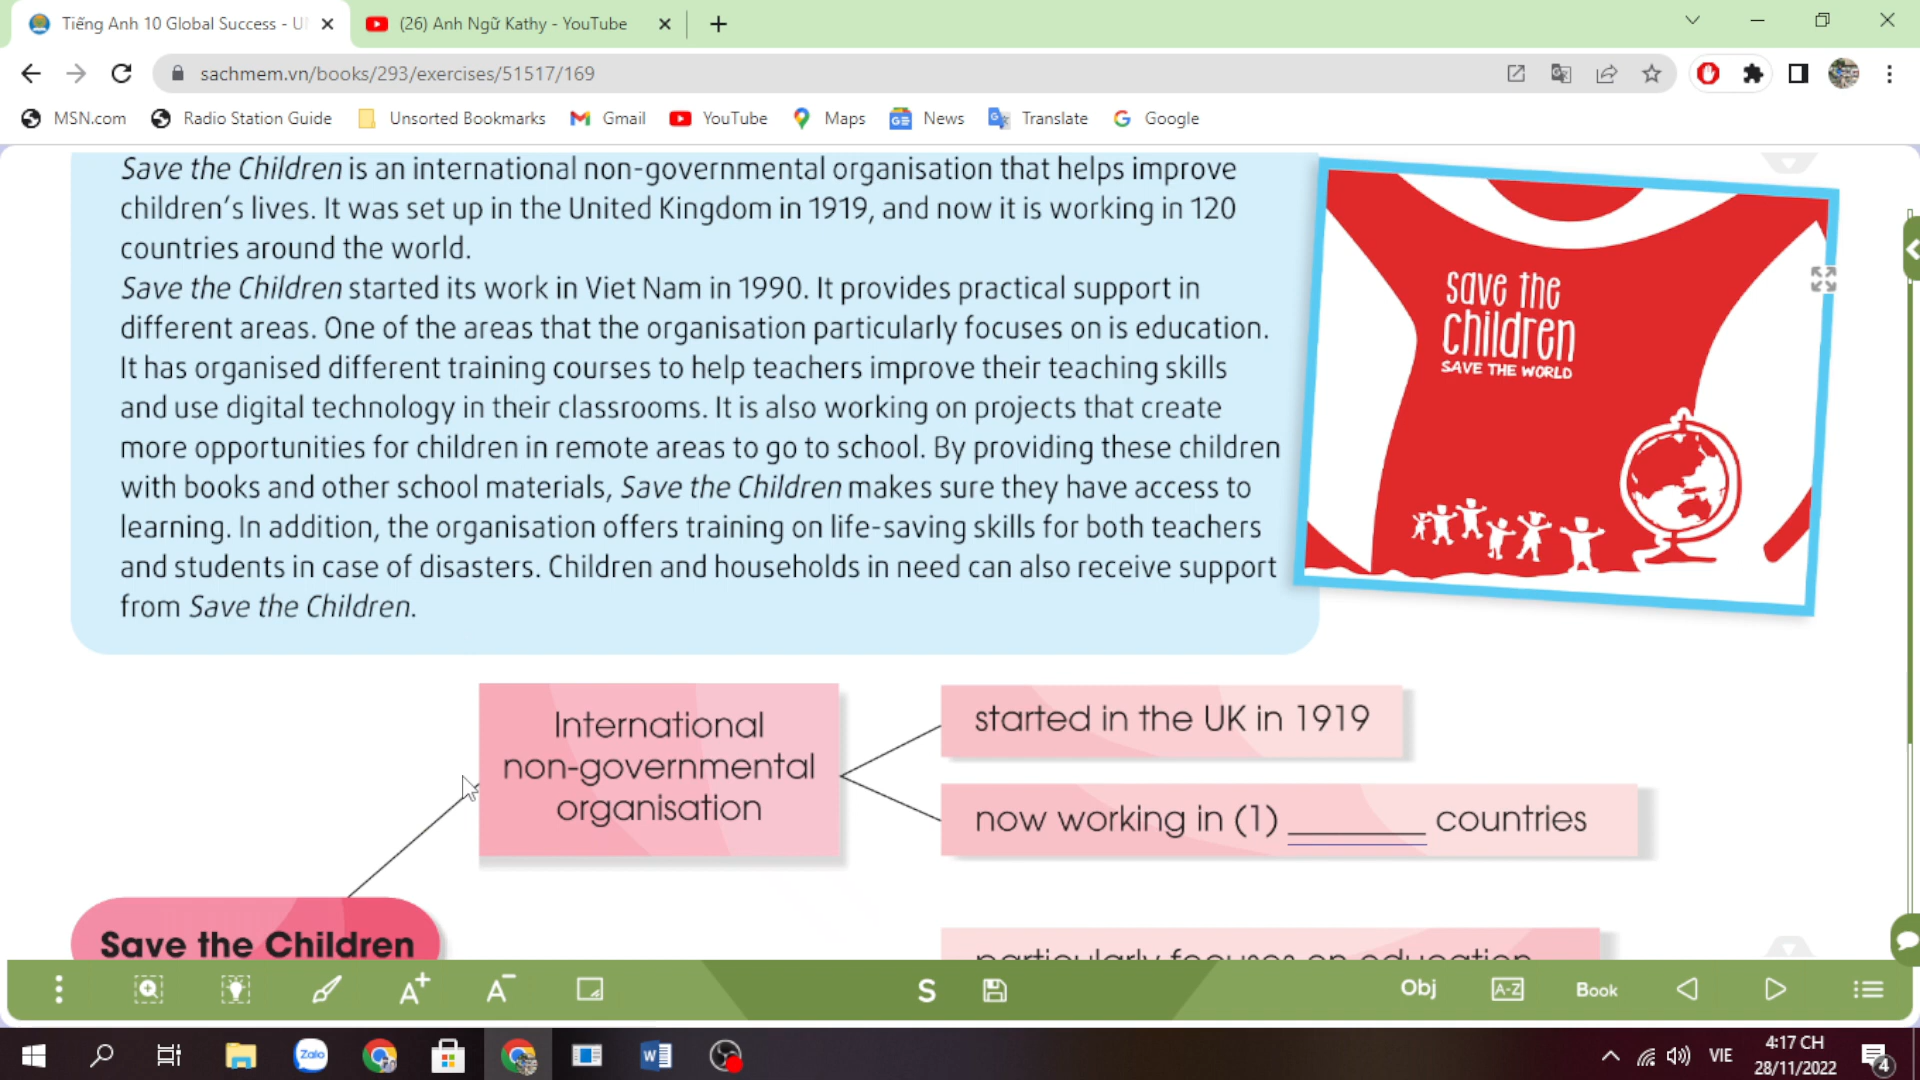 Tiếng Anh 10 Global Success - U
(26) Anh Ngữ Kathy - YouTube
sachmem.vn/books/293/exercises/51517/169
MSN.com
Radio Station Guide
Unsorted Bookmarks
Gmail
YouTube
Maps
News
Translate
Google
Save the Children is an international non-governmental organisation that helps improve
children's lives. It was set up in the United Kingdom in 1919, and now it is working in 120
countries around the world.
Save the Children started its work in Viet Nam in 1990. It provides practical support in
different areas. One of the areas that the organisation particularly focuses on is education.
It has organised different training courses to help teachers improve their teaching skills
and use digital technology in their classrooms. It is also working on projects that create
more opportunities for children in remote areas to go to school. By providing these children
with books and other school materials, Save the Children makes sure they have access to
learning. In addition, the organisation offers training on life-saving skills for both teachers
and students in case of disasters. Children and households in need can also receive support
from Save the Children.
save the
children
SAVE THE WORLD
International
non-governmental
organisation
started in the UK in 1919
now working in (1) ________ countries
Save the Children
particularly focuses on education
A+
A-
S
Obj
A-Z
Book
Zalo
VIE
4:17 CH
28/11/2022
4